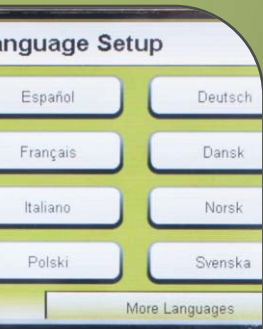 anguage Setup
Español
Deutsch
Français
Dansk
Italiano
Norsk
Polski
Svenska
More Languages